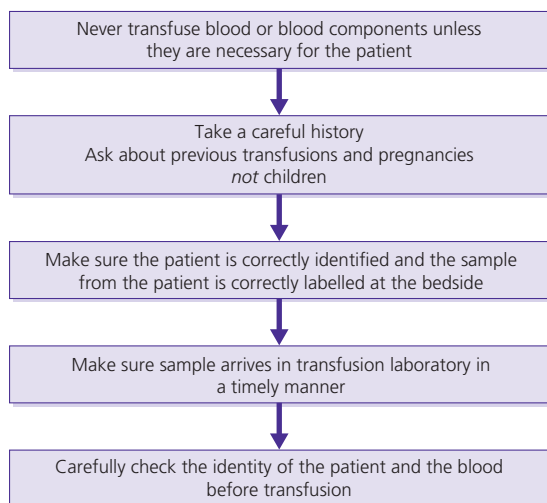 Never transfuse blood or blood components unless
they are necessary for the patient
Take a careful history
Ask about previous transfusions and pregnancies
not children
Make sure the patient is correctly identified and the sample
from the patient is correctly labelled at the bedside
Make sure sample arrives in transfusion laboratory in
a timely manner
Carefully check the identity of the patient and the blood
before transfusion